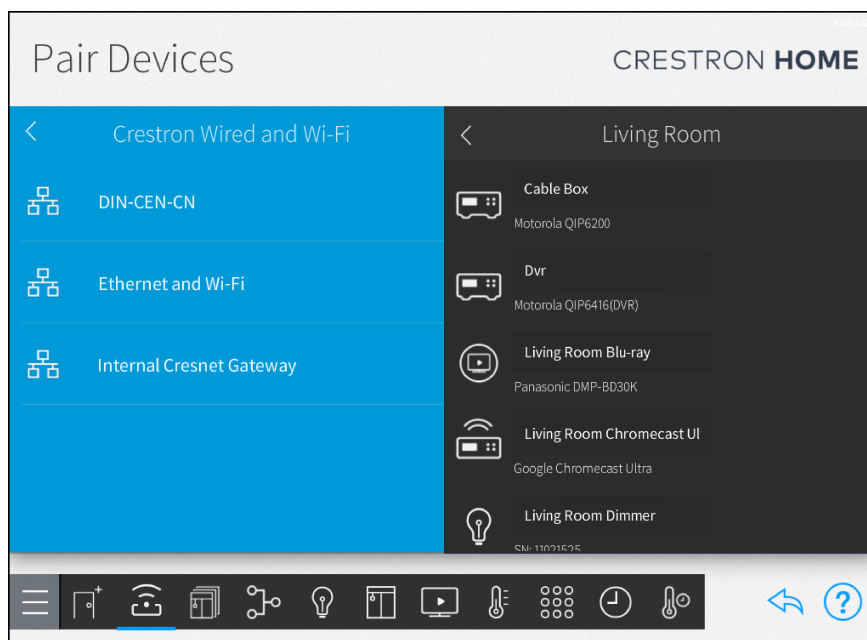 Pair Devices
CRESTRON HOME
Crestron Wired and Wi-Fi
Living Room
DIN-CEN-CN
Ethernet and Wi-Fi
Internal Cresnet Gateway
Cable Box
Motorola QIP6200
Dvr
Motorola QIP6416(DVR)
Living Room Blu-ray
Panasonic DMP-BD30K
Living Room Chromecast Ul
Google Chromecast Ultra
Living Room Dimmer
SN: 11021525
?